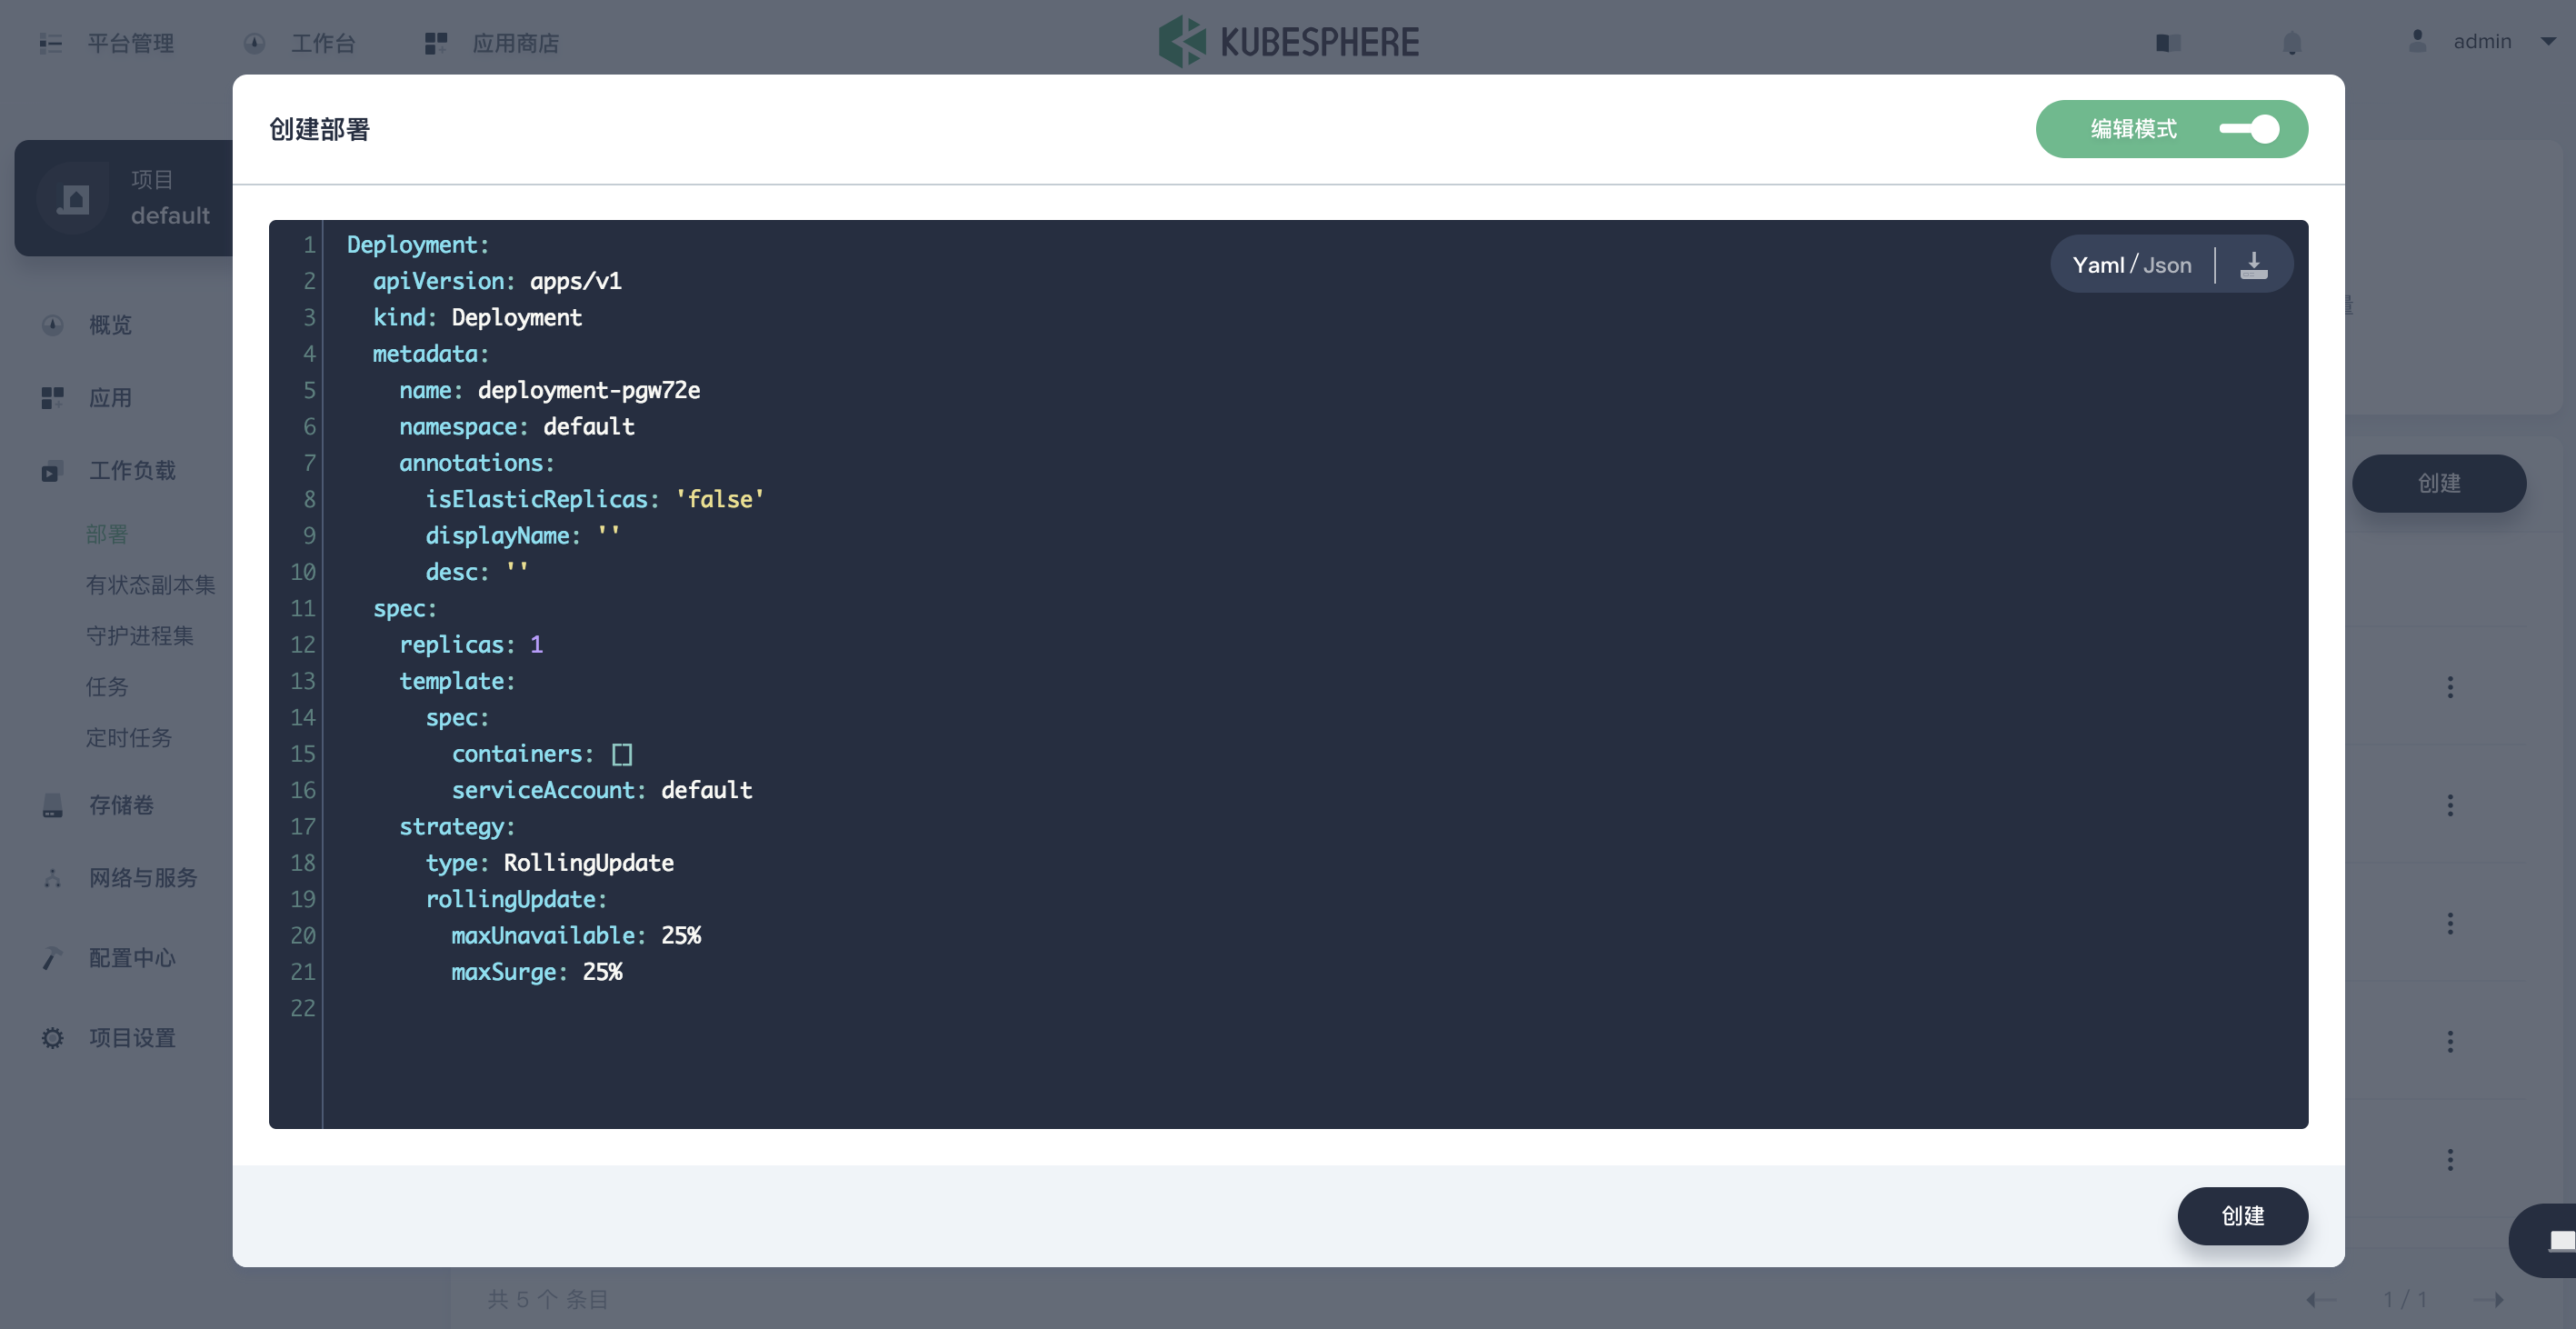 平台管理 工作台 应用商店 KUBESPHERE admin
项目
default
概览
应用
工作负载
部署
有状态副本集
守护进程集
任务
定时任务
存储卷
网络与服务
配置中心
项目设置
创建部署 编辑模式
Yaml / Json
1 Deployment:
2 apiVersion: apps/v1
3 kind: Deployment
4 metadata:
5 name: deployment-pgw72e
6 namespace: default
7 annotations:
8 isElasticReplicas: 'false'
9 displayName: ''
10 desc: ''
11 spec:
12 replicas: 1
13 template:
14 spec:
15 containers: []
16 serviceAccount: default
17 strategy:
18 type: RollingUpdate
19 rollingUpdate:
20 maxUnavailable: 25%
21 maxSurge: 25%
22
创建
创建
共 5 个 条目 1 / 1